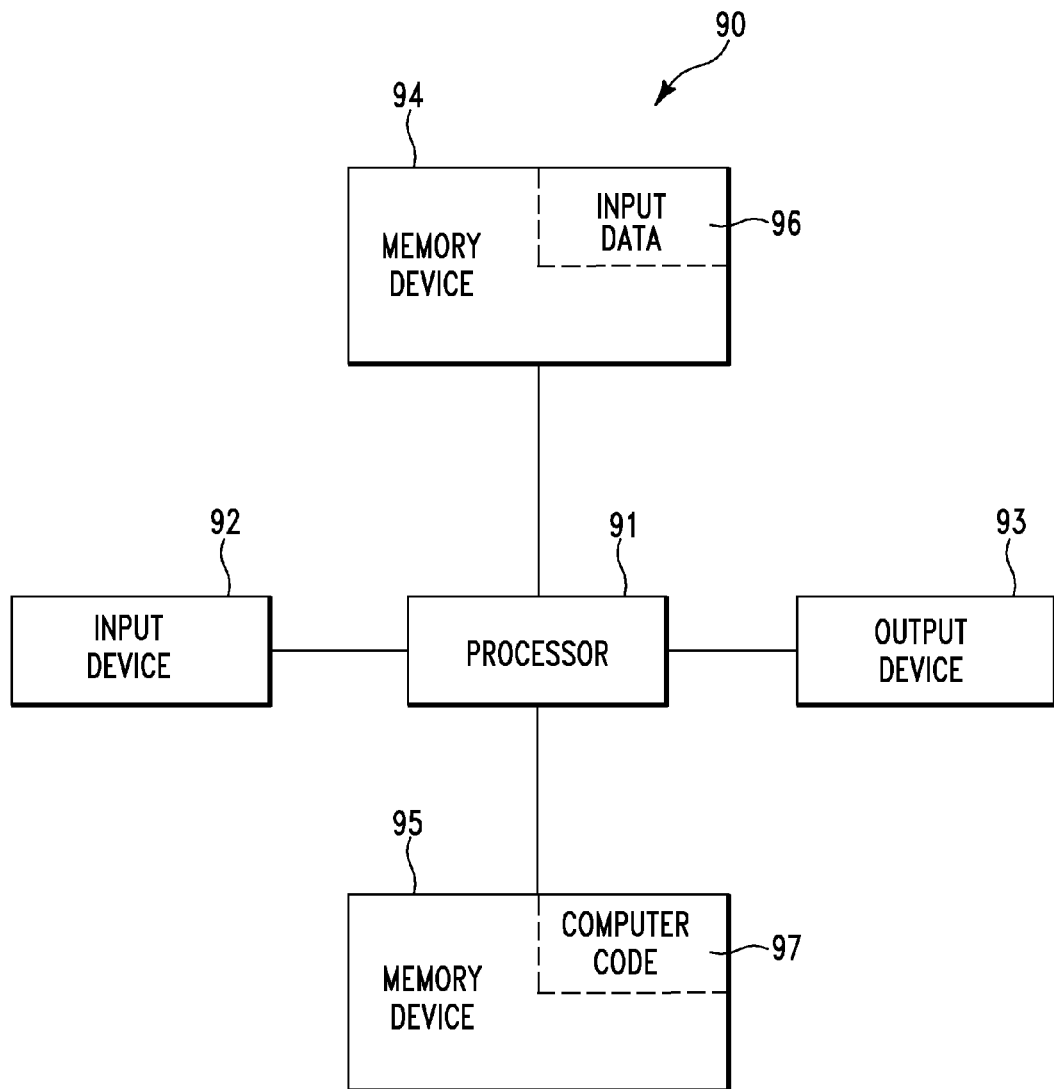 90
94
INPUT
DATA
96
MEMORY
DEVICE
92
91
93
INPUT
DEVICE
PROCESSOR
OUTPUT
DEVICE
95
COMPUTER
CODE
97
MEMORY
DEVICE